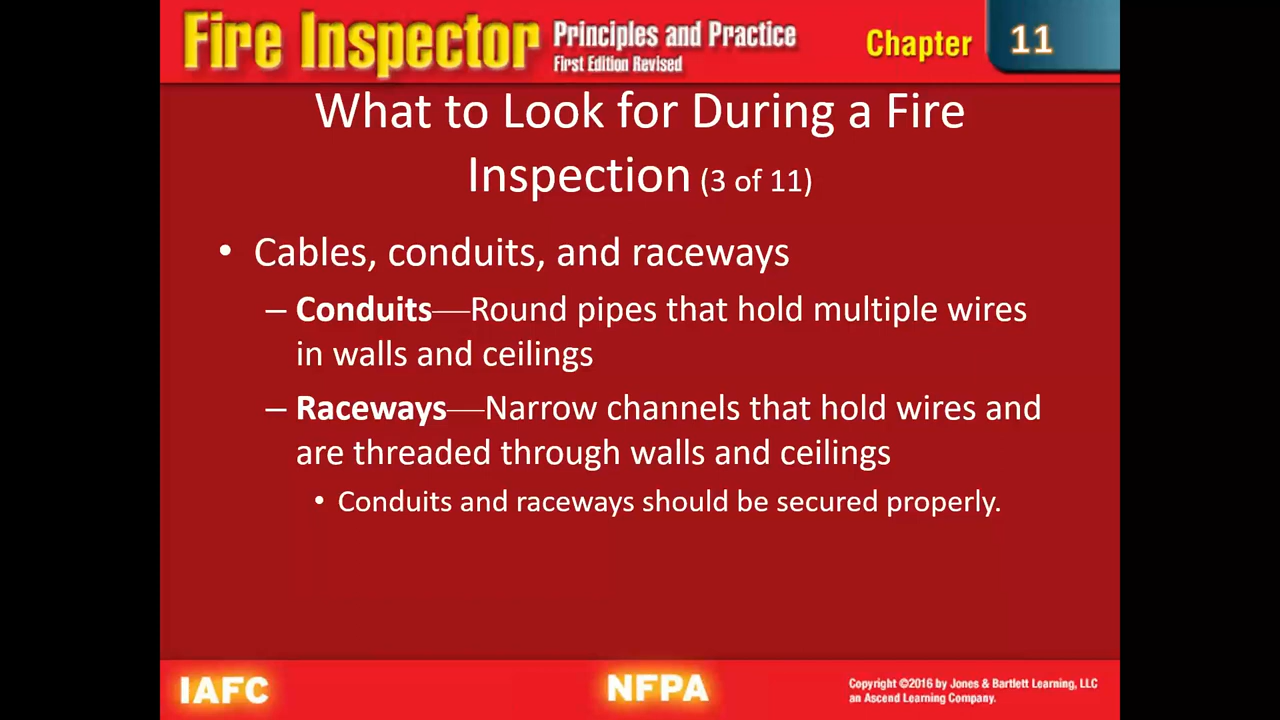 Fire Inspector Principles and Practice
First Edition Revised
Chapter 11
What to Look for During a Fire
Inspection (3 of 11)
• Cables, conduits, and raceways
– Conduits—Round pipes that hold multiple wires
in walls and ceilings
– Raceways—Narrow channels that hold wires and
are threaded through walls and ceilings
• Conduits and raceways should be secured properly.
IAFC
NFPA
Copyright ©2016 by Jones & Bartlett Learning, LLC
an Ascend Learning Company.